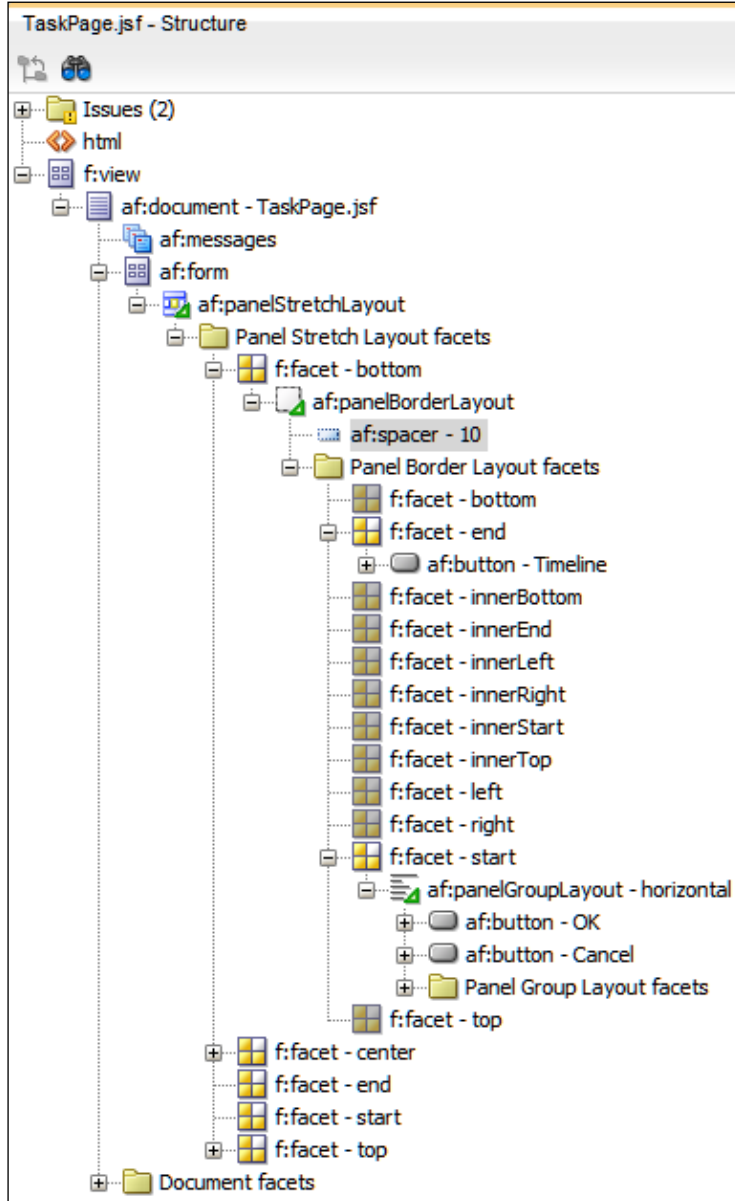 TaskPage.jsf - Structure
Issues (2)
html
f:view
af:document - TaskPage.jsf
af:messages
af:form
af:panelStretchLayout
Panel Stretch Layout facets
f:facet - bottom
af:panelBorderLayout
af:spacer - 10
Panel Border Layout facets
f:facet - bottom
f:facet - end
af:button - Timeline
f:facet - innerBottom
f:facet - innerEnd
f:facet - innerLeft
f:facet - innerRight
f:facet - innerStart
f:facet - innerTop
f:facet - left
f:facet - right
f:facet - start
af:panelGroupLayout - horizontal
af:button - OK
af:button - Cancel
Panel Group Layout facets
f:facet - top
f:facet - center
f:facet - end
f:facet - start
f:facet - top
Document facets